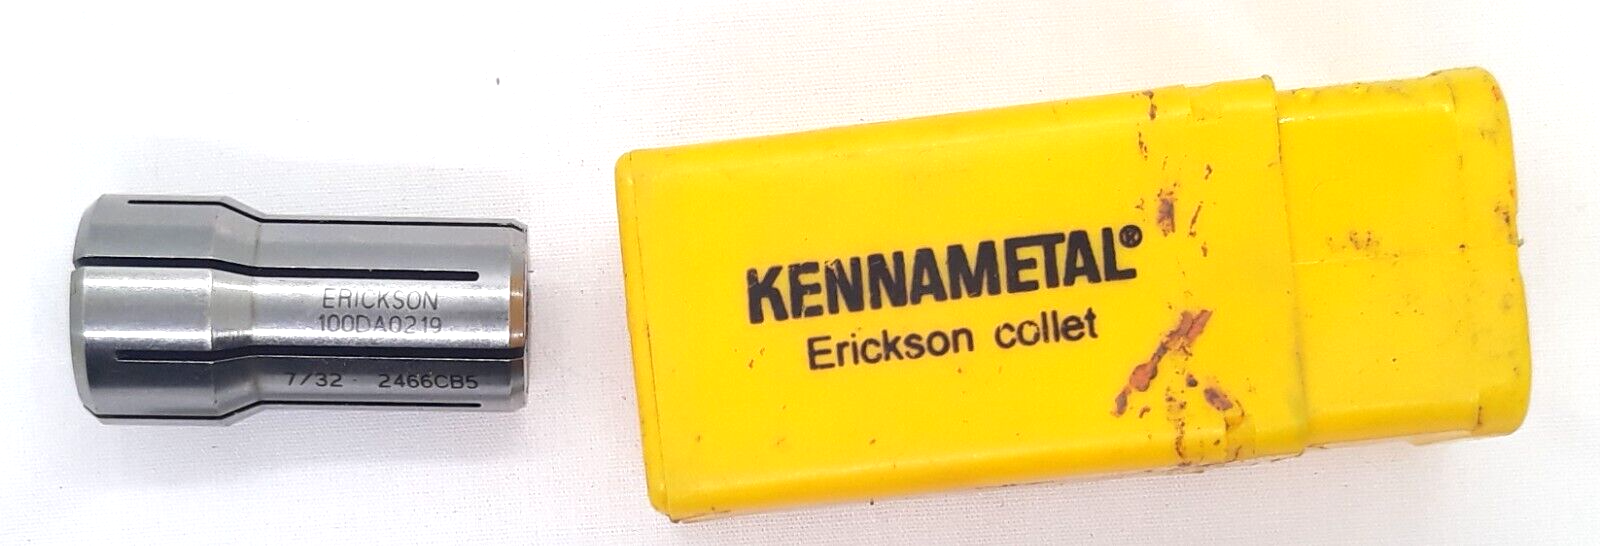 ERICKSON
100DA0219
7/32 2466CB5
KENNAMETAL®
Erickson collet